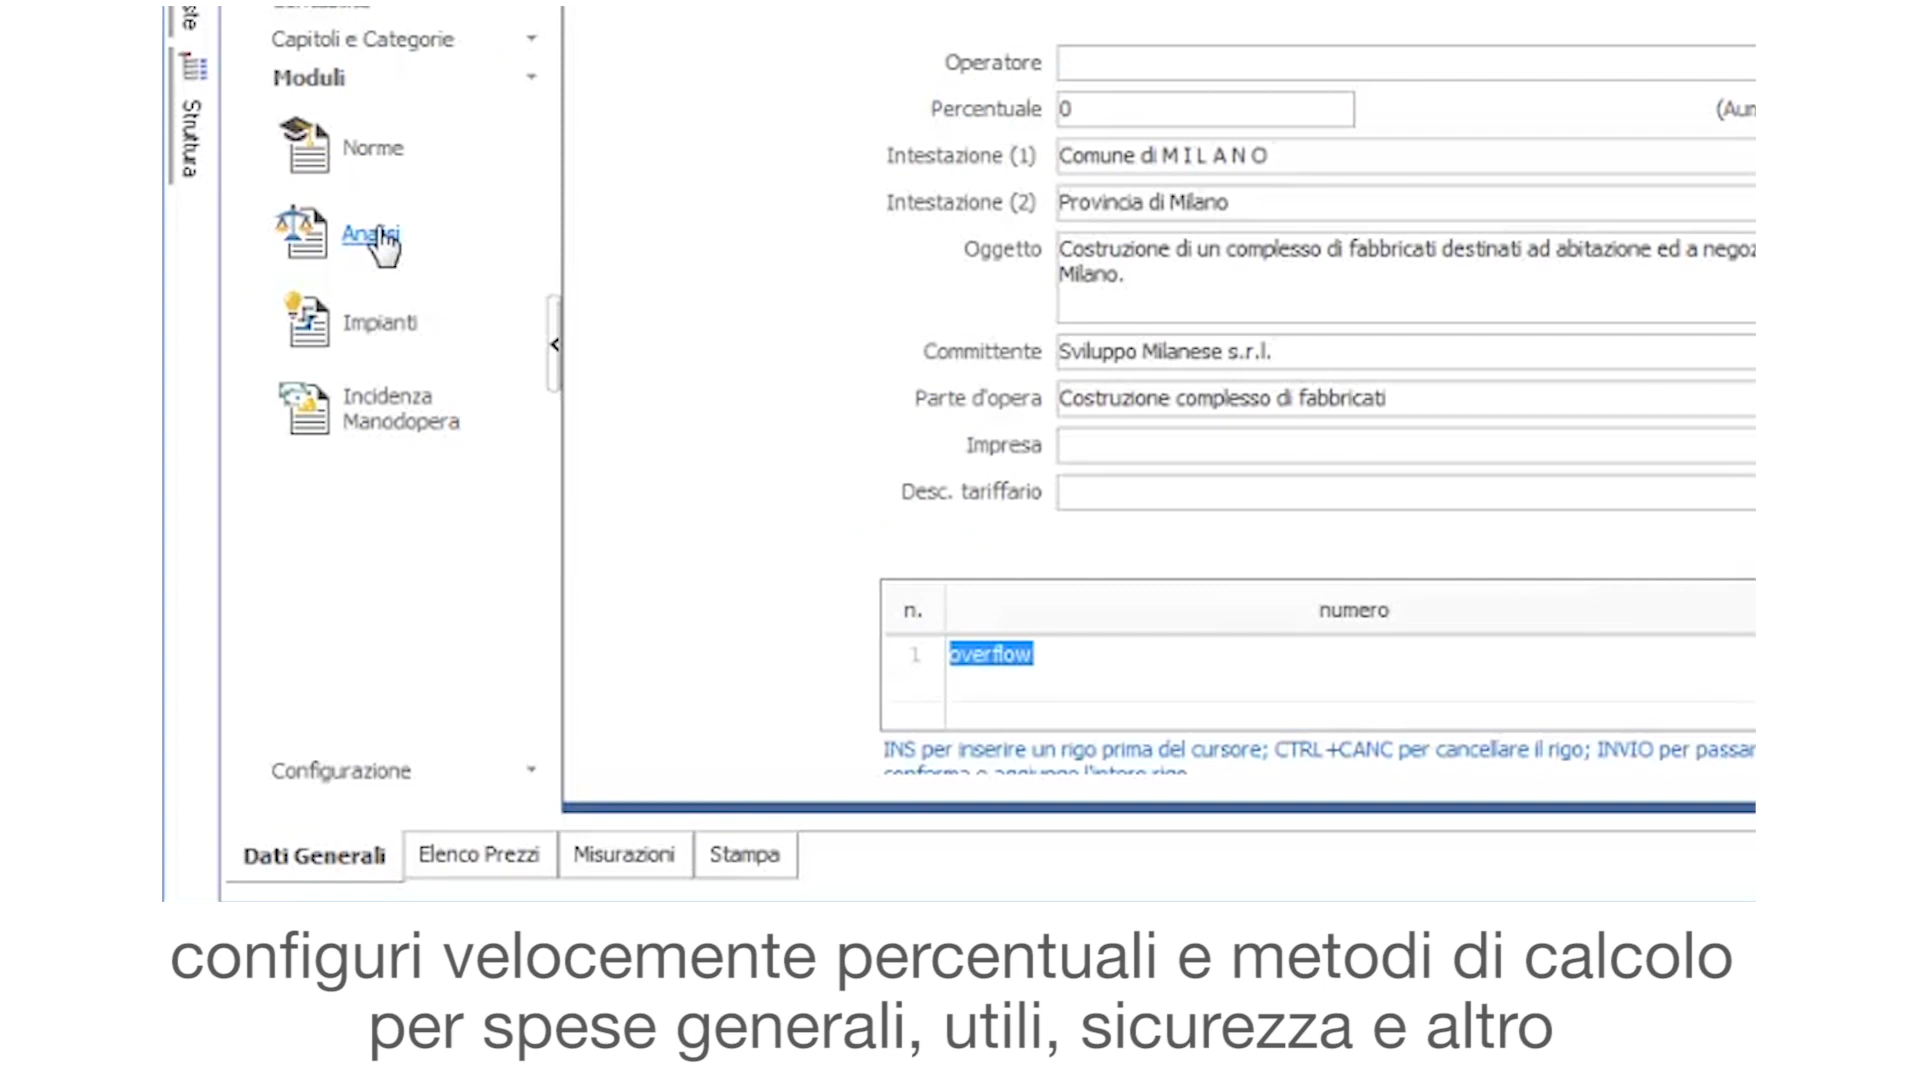 Capitoli e Categorie
Moduli
Norme
Analisi
Impianti
Incidenza
Manodopera
Configurazione
Struttura
Operatore
Percentuale 0
Intestazione (1) Comune di M I L A N O
Intestazione (2) Provincia di Milano
Oggetto Costruzione di un complesso di fabbricati destinati ad abitazione ed a negoz
Milano.
Committente Sviluppo Milanese s.r.l.
Parte d'opera Costruzione complesso di fabbricati
Impresa
Desc. tariffario
n. numero
1 overflow
INS per inserire un rigo prima del cursore; CTRL+CANC per cancellare il rigo; INVIO per passar
conferma e aggiunge l'intero rigo
Dati Generali Elenco Prezzi Misurazioni Stampa
configuri velocemente percentuali e metodi di calcolo
per spese generali, utili, sicurezza e altro